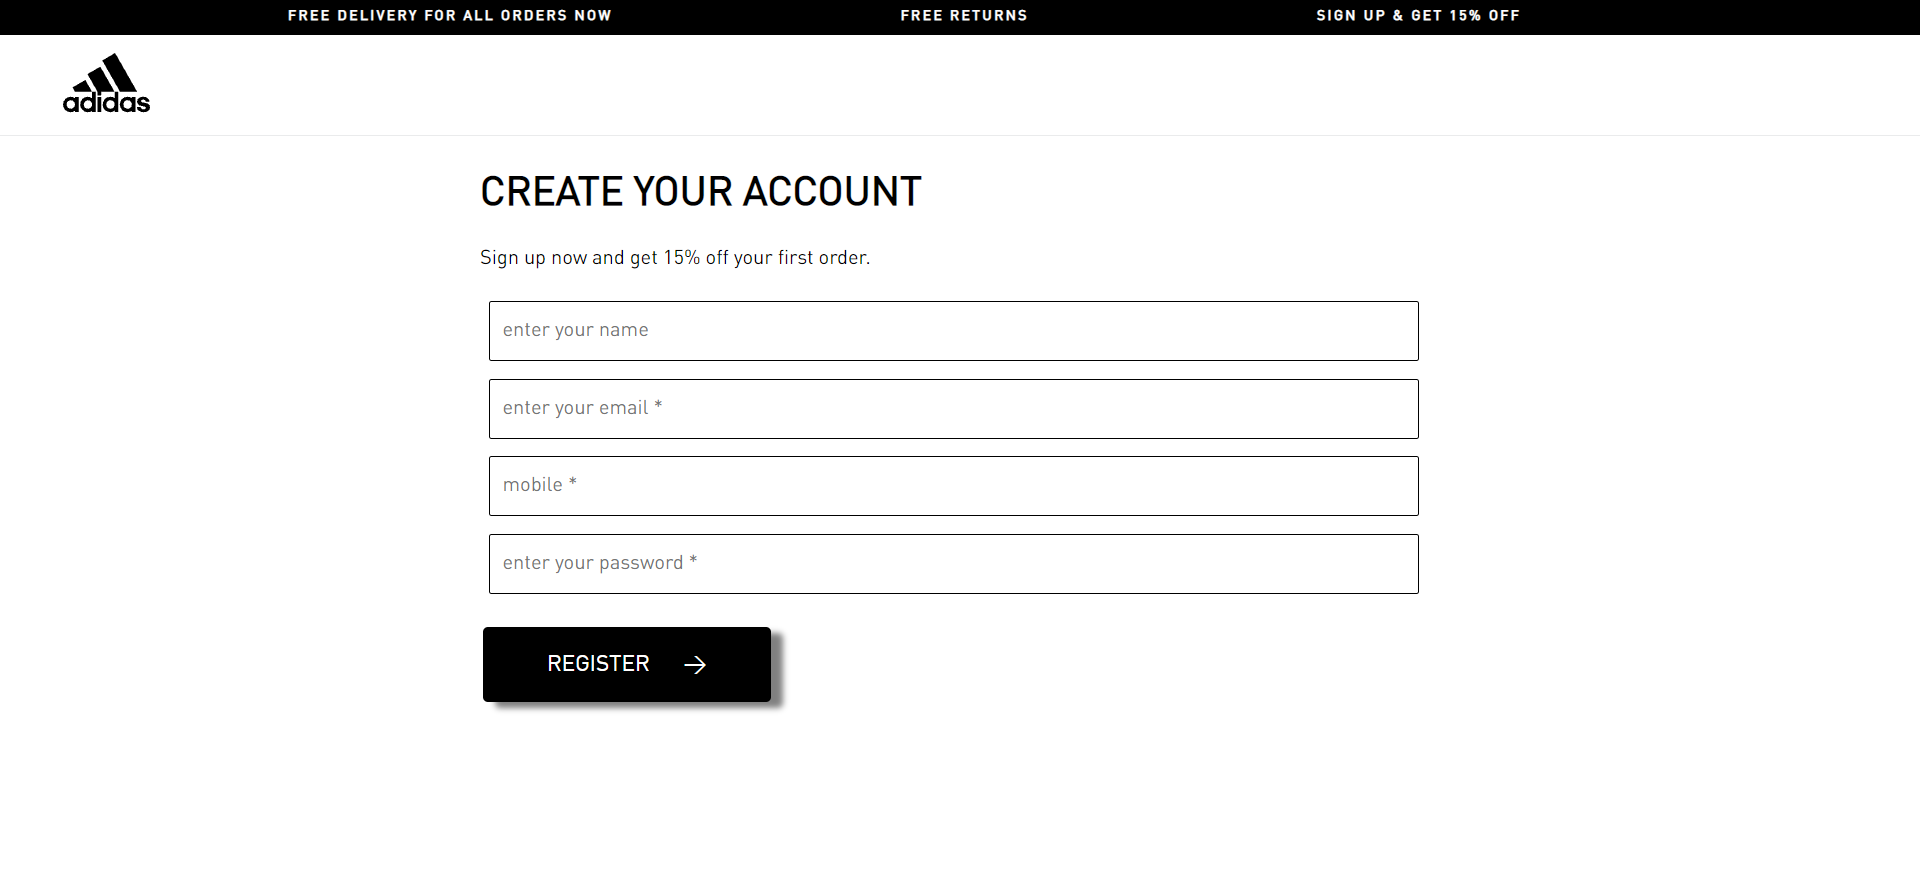 FREE DELIVERY FOR ALL ORDERS NOW
FREE RETURNS
SIGN UP & GET 15% OFF
adidas
CREATE YOUR ACCOUNT
Sign up now and get 15% off your first order.
enter your name
enter your email *
mobile *
enter your password *
REGISTER →